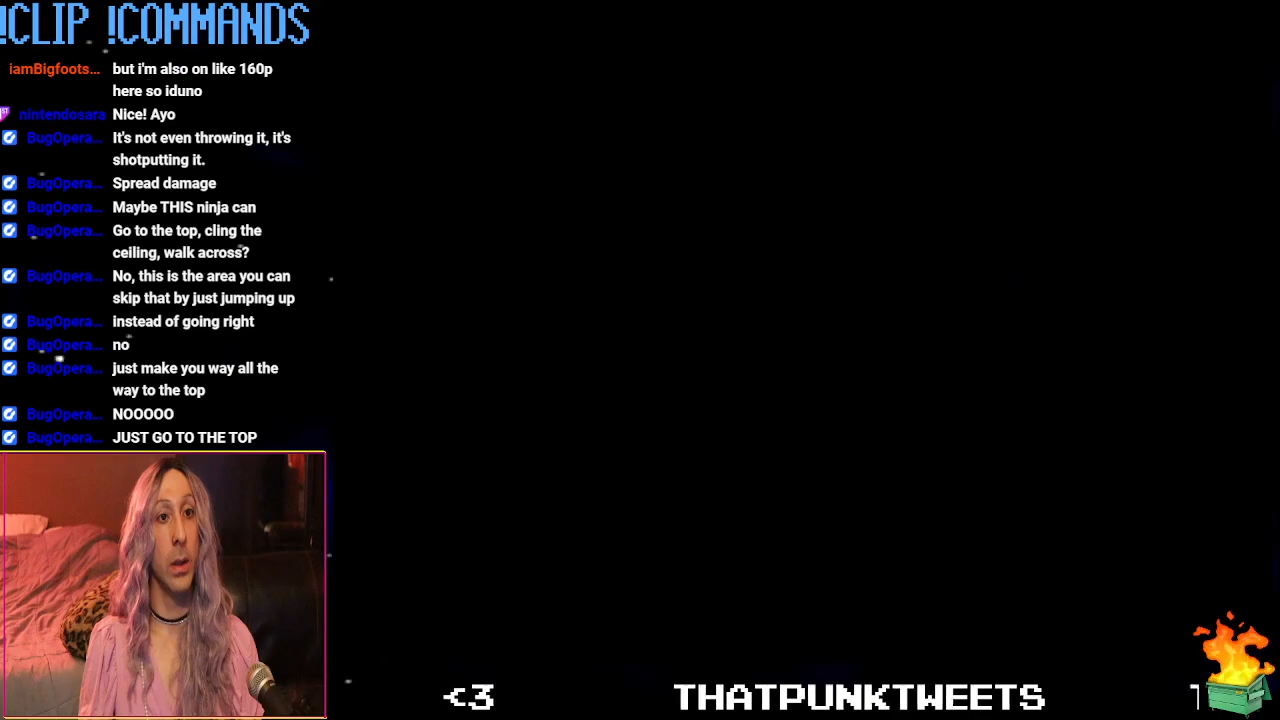 !CLIP !COMMANDS
iamBigfoots... but i'm also on like 160p
here so iduno
nintendosara Nice! Ayo
BugOpera... It's not even throwing it, it's
shotputting it.
BugOpera... Spread damage
BugOpera... Maybe THIS ninja can
BugOpera... Go to the top, cling the
ceiling, walk across?
BugOpera... No, this is the area you can
skip that by just jumping up
BugOpera... instead of going right
BugOpera... no
BugOpera... just make you way all the
way to the top
BugOpera... NOOOOO
BugOpera... JUST GO TO THE TOP
<3 THATPUNKTWEETS